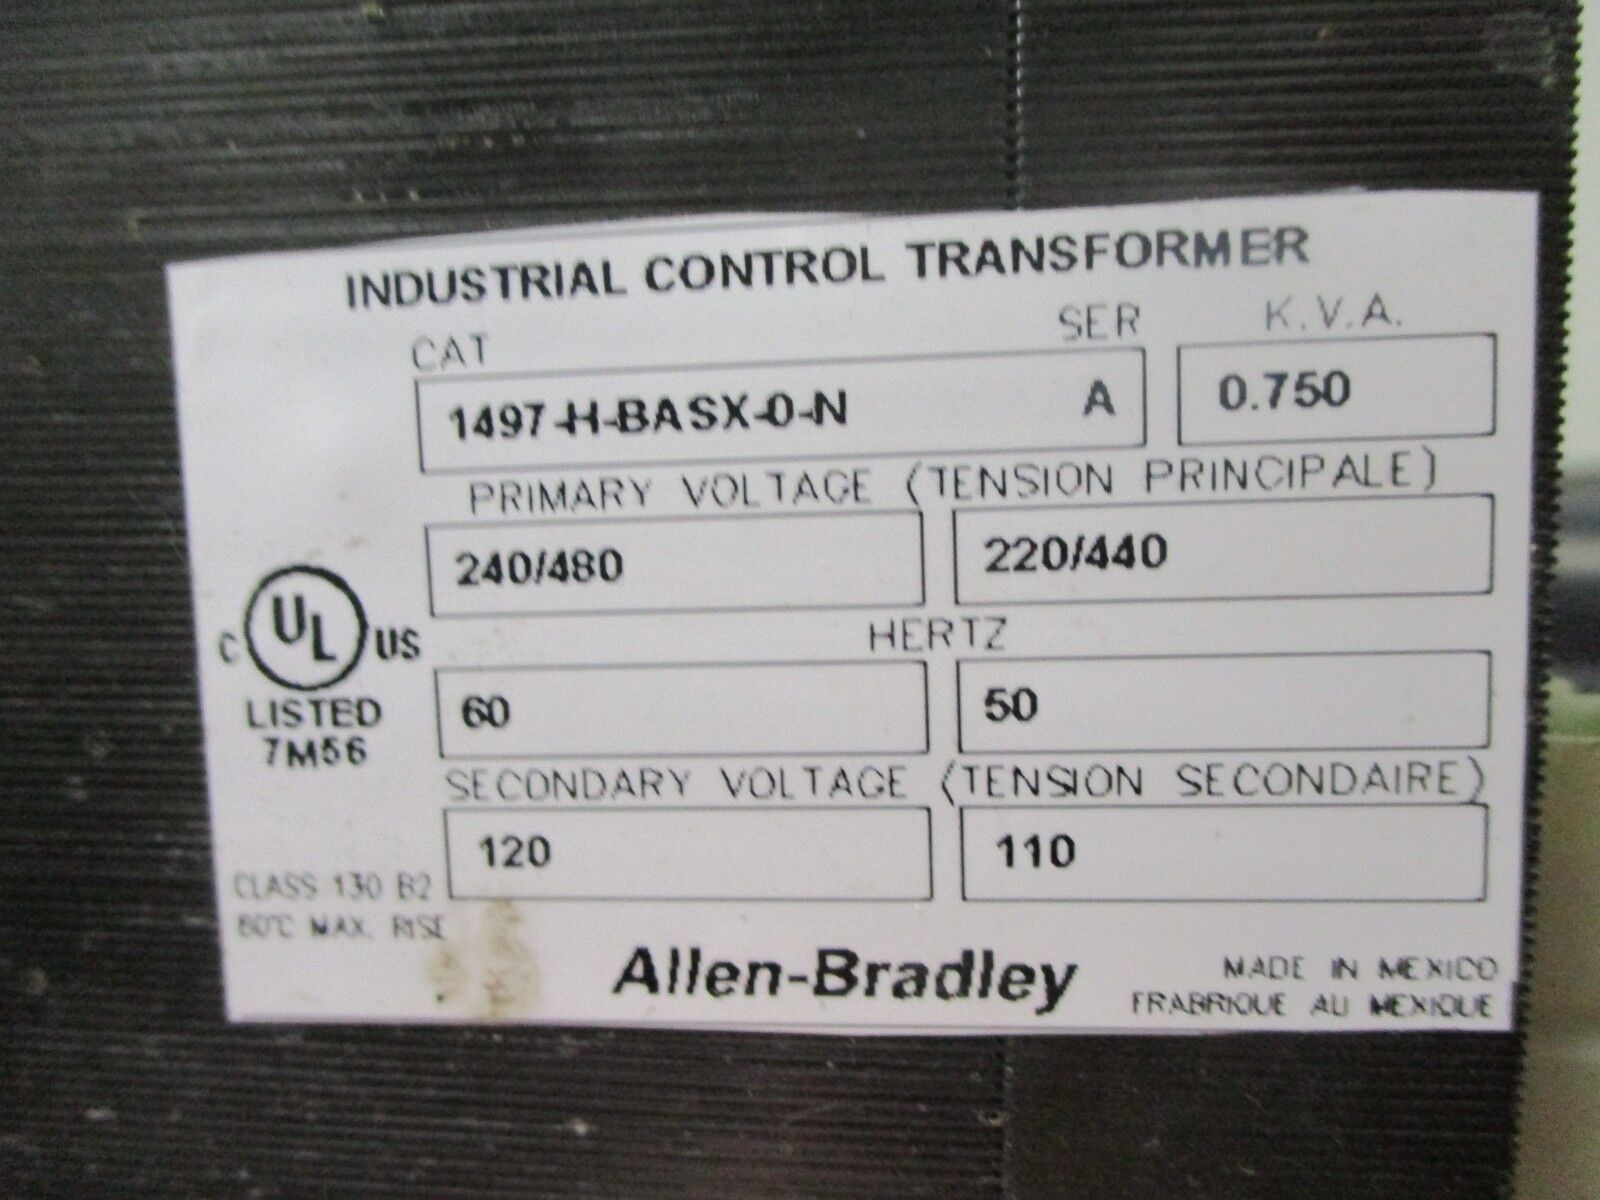 INDUSTRIAL CONTROL TRANSFORMER
CAT SER K.V.A.
1497-H-BASX-0-N A 0.750
PRIMARY VOLTAGE (TENSION PRINCIPALE)
240/480 220/440
HERTZ
60 50
SECONDARY VOLTAGE (TENSION SECONDAIRE)
120 110
C UL US
LISTED
7M56
CLASS 130 B2
MAX. RISE
Allen-Bradley
MADE IN MEXICO
FRABRIQUE AU MEXIQUE